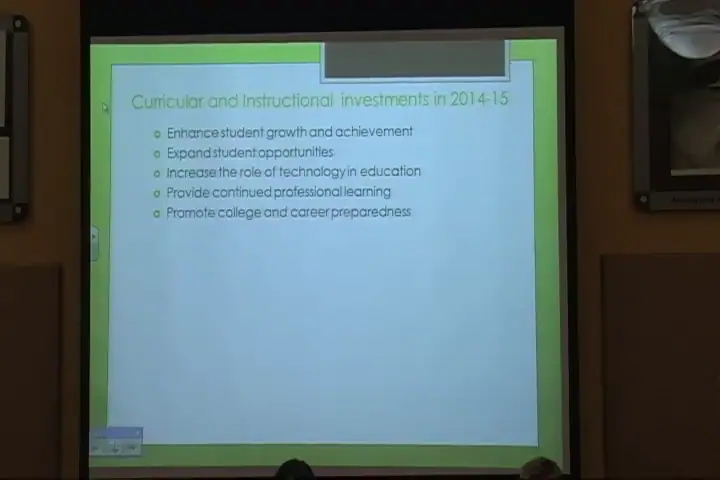 Curricular and Instructional investments in 2014-15
Enhance student growth and achievement
Expand student opportunities
Increase the role of technology in education
Provide continued professional learning
Promote college and career preparedness